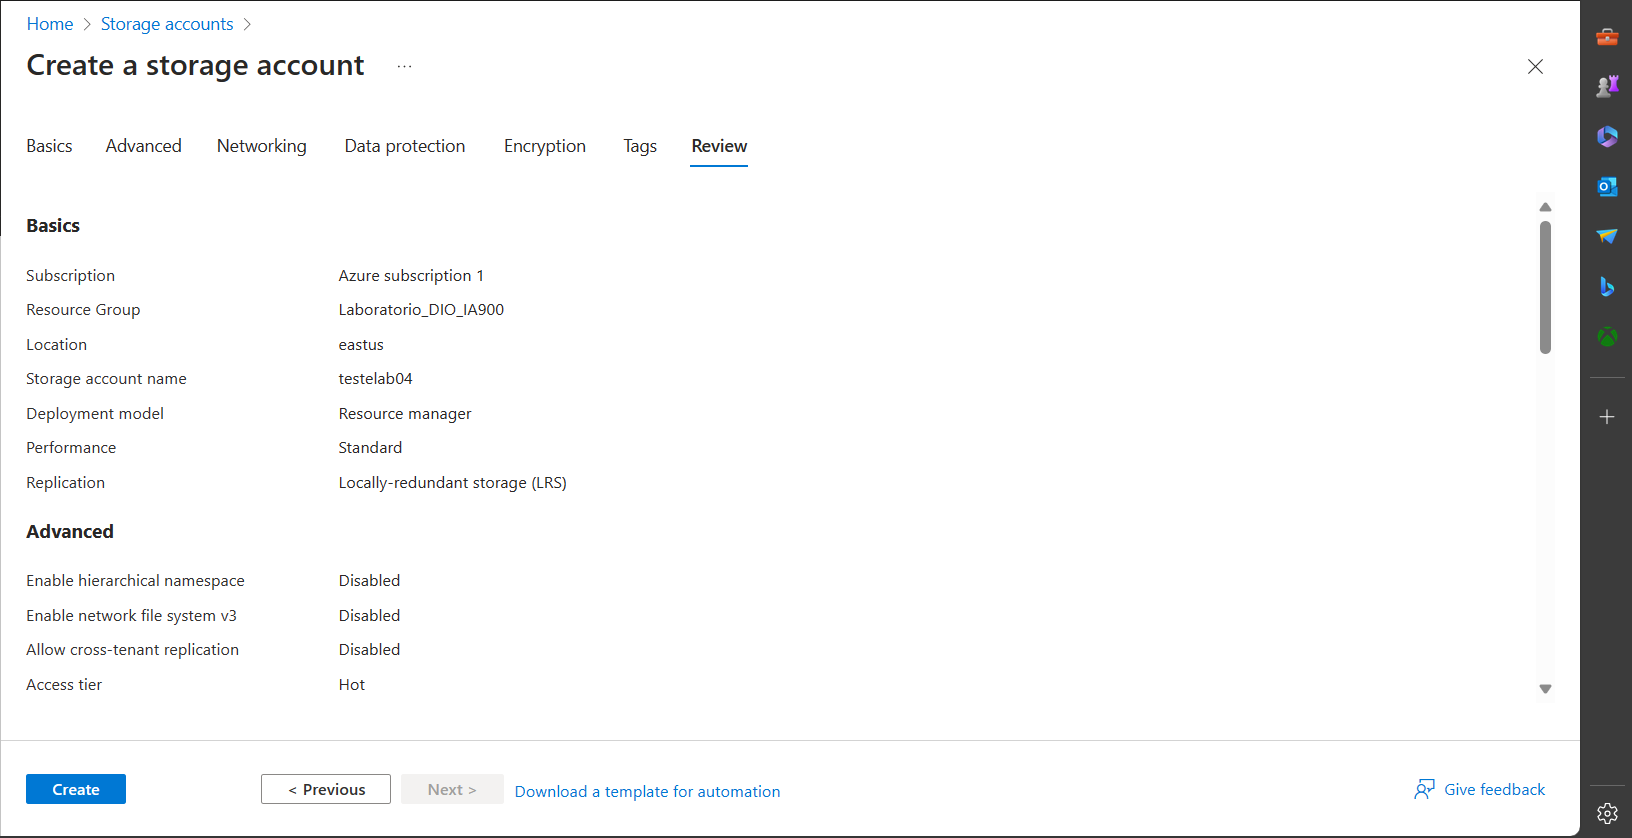 Home > Storage accounts >
Create a storage account ...
Basics Advanced Networking Data protection Encryption Tags Review
Basics
Subscription Azure subscription 1
Resource Group Laboratorio_DIO_IA900
Location eastus
Storage account name testelab04
Deployment model Resource manager
Performance Standard
Replication Locally-redundant storage (LRS)
Advanced
Enable hierarchical namespace Disabled
Enable network file system v3 Disabled
Allow cross-tenant replication Disabled
Access tier Hot
Create < Previous Next > Download a template for automation Give feedback